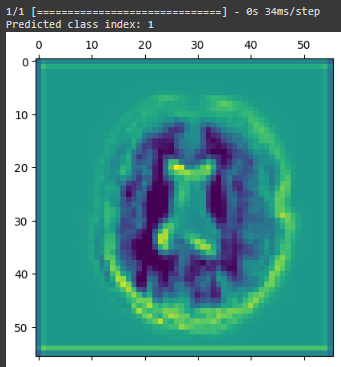 1/1 [==============================] - 0s 34ms/step
Predicted class index: 1
0 10 20 30 40 50
0
10
20
30
40
50